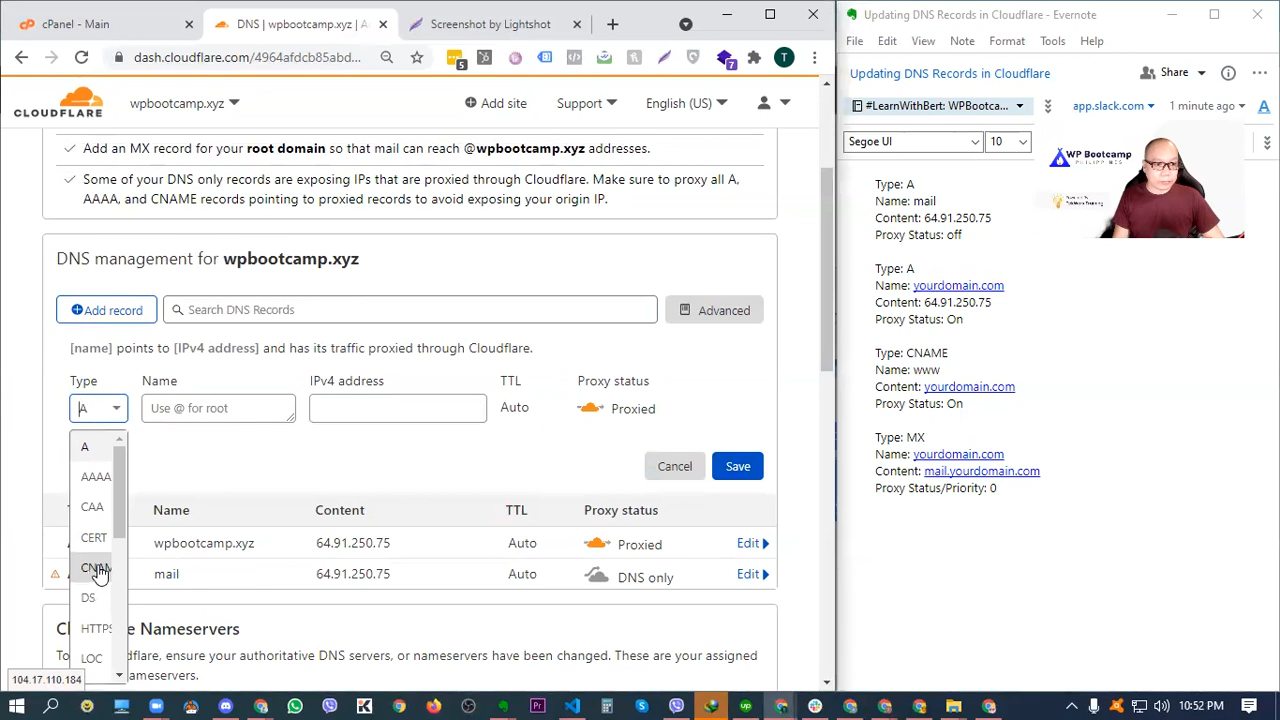 cPanel - Main
DNS | wpbootcamp.xyz | A
Screenshot by Lightshot
dash.cloudflare.com/4964afdcb85abd...
5
7
T
CLOUDFLARE
wpbootcamp.xyz
Add site
Support
English (US)
Add an MX record for your root domain so that mail can reach @wpbootcamp.xyz addresses.
Some of your DNS only records are exposing IPs that are proxied through Cloudflare. Make sure to proxy all A,
AAAA, and CNAME records pointing to proxied records to avoid exposing your origin IP.
DNS management for wpbootcamp.xyz
Add record
Search DNS Records
Advanced
[name] points to [IPv4 address] and has its traffic proxied through Cloudflare.
Type
Name
IPv4 address
TTL
Proxy status
A
Use @ for root
Auto
Proxied
A
AAAA
CAA
CERT
CNAM
DS
HTTPS
LOC
Cancel
Save
Name
Content
TTL
Proxy status
wpbootcamp.xyz
64.91.250.75
Auto
Proxied
Edit
mail
64.91.250.75
Auto
DNS only
Edit
Nameservers
flare, ensure your authoritative DNS servers, or nameservers have been changed. These are your assigned
ameservers.
104.17.110.184
Updating DNS Records in Cloudflare - Evernote
File Edit View Note Format Tools Help
Updating DNS Records in Cloudflare
Share
#LearnWithBert: WPBootca...
app.slack.com
1 minute ago
A
Segoe UI
10
WP Bootcamp
PHILIPPINES
Type: A
Name: mail
Content: 64.91.250.75
Proxy Status: off
Type: A
Name: yourdomain.com
Content: 64.91.250.75
Proxy Status: On
Type: CNAME
Name: www
Content: yourdomain.com
Proxy Status: On
Type: MX
Name: yourdomain.com
Content: mail.yourdomain.com
Proxy Status/Priority: 0
10:52 PM